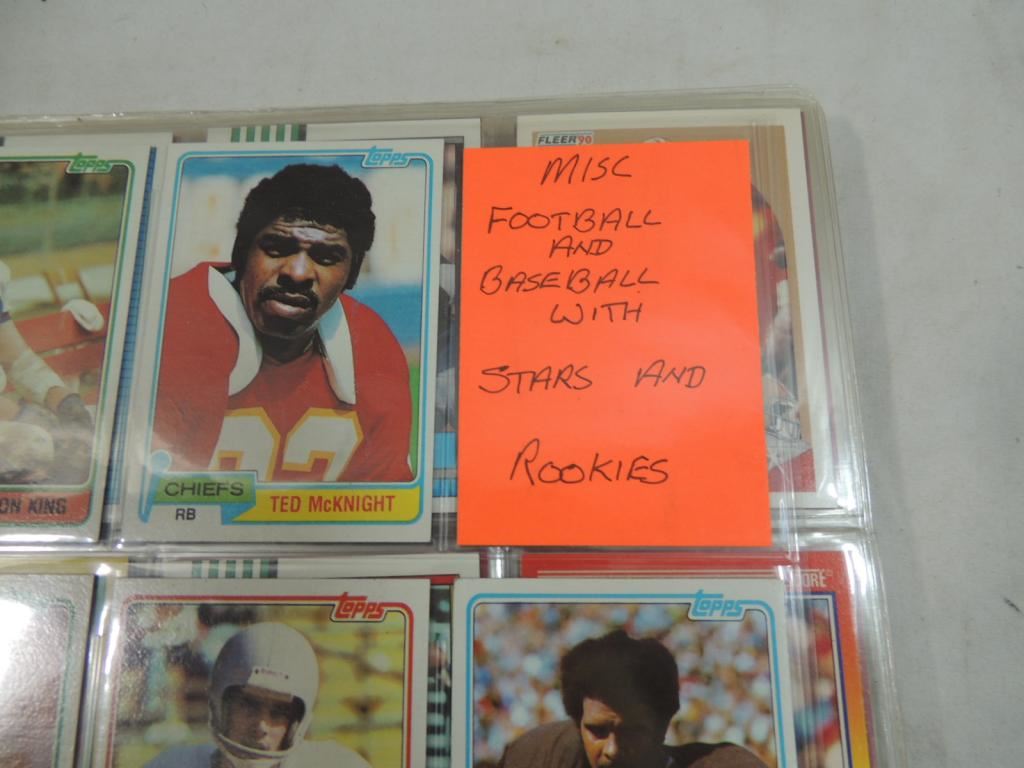 topps
topps
FLEER 90
MISC
FOOTBALL
AND
BASEBALL
WITH
STARS AND
ROOKIES
ON KING
CHIEFS
RB
TED McKNIGHT
topps
topps
ORE